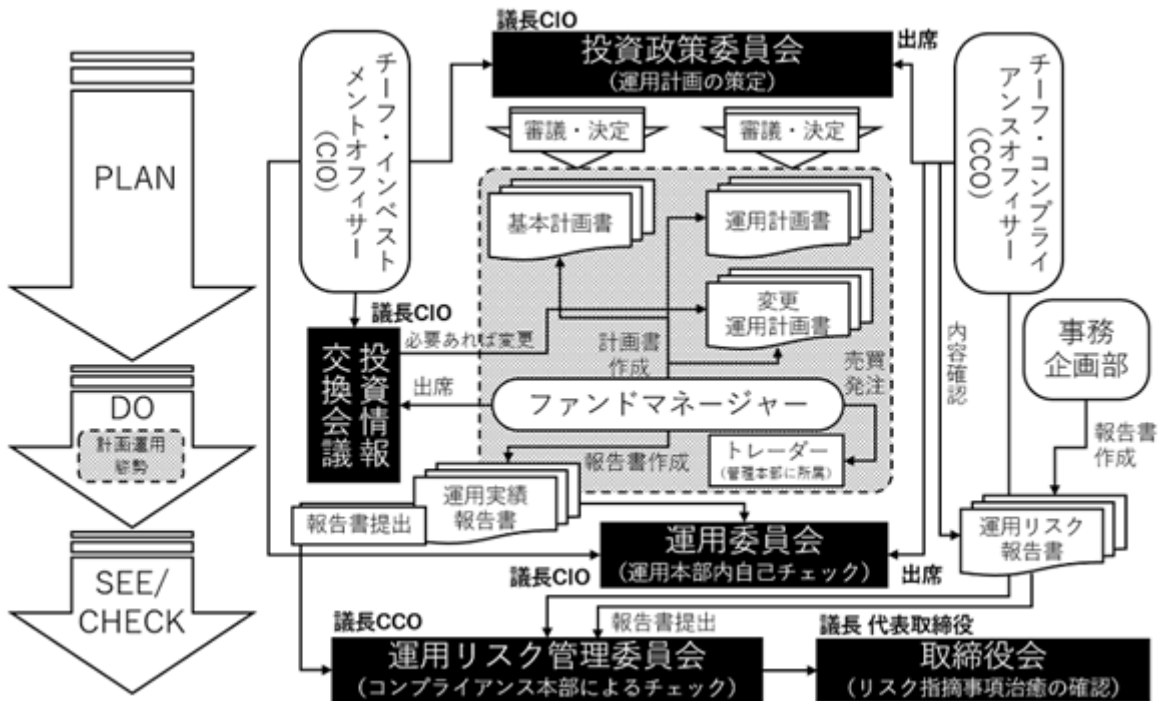 PLAN
DO
計画運用
姿勢
SEE/
CHECK
チーフ・インベスト
メントオフィサー
(CIO)
議長CIO
投資政策委員会
(運用計画の策定)
出席
チーフ・コンプライ
アンスオフィサー
(CCO)
審議・決定
審議・決定
基本計画書
運用計画書
変更
運用計画書
議長CIO
必要あれば変更
投資情報
交換会議
出席
計画書
作成
売買
発注
ファンドマネージャー
トレーダー
(管理本部に所属)
報告書作成
運用実績
報告書
報告書提出
内容確認
事務
企画部
報告書
作成
運用リスク
報告書
運用委員会
(運用本部内自己チェック)
議長CIO
出席
議長CCO
報告書提出
運用リスク管理委員会
(コンプライアンス本部によるチェック)
議長 代表取締役
取締役会
(リスク指摘事項治癒の確認)